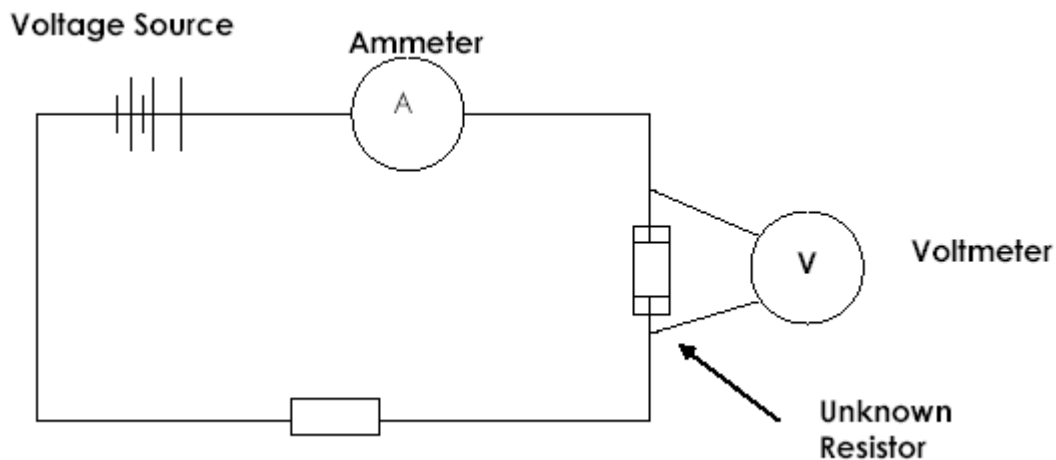 Voltage Source
Ammeter
A
V
Voltmeter
Unknown
Resistor